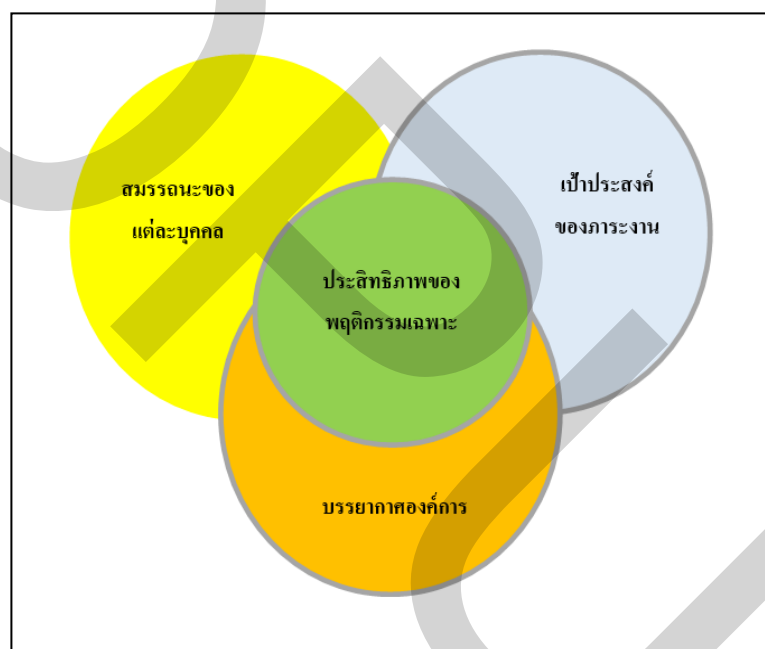 สมรรถนะของ
แต่ละบุคคล
เป้าประสงค์
ของภาระงาน
ประสิทธิภาพของ
พฤติกรรมเฉพาะ
บรรยากาศองค์การ